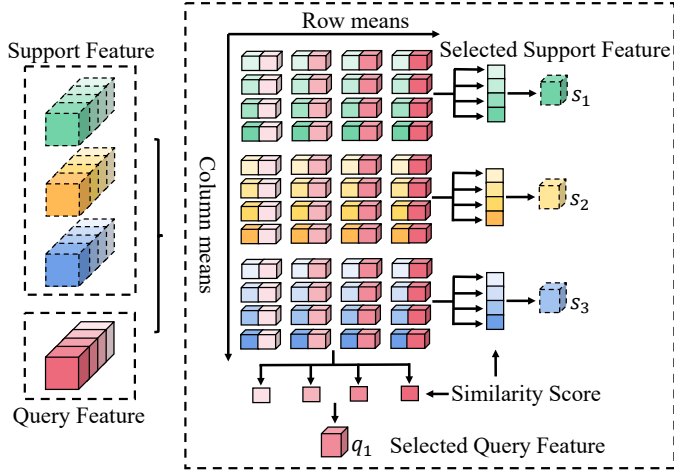 Row means
Support Feature
Selected Support Feature
s1
Column means
s2
s3
Similarity Score
Query Feature
q1
Selected Query Feature